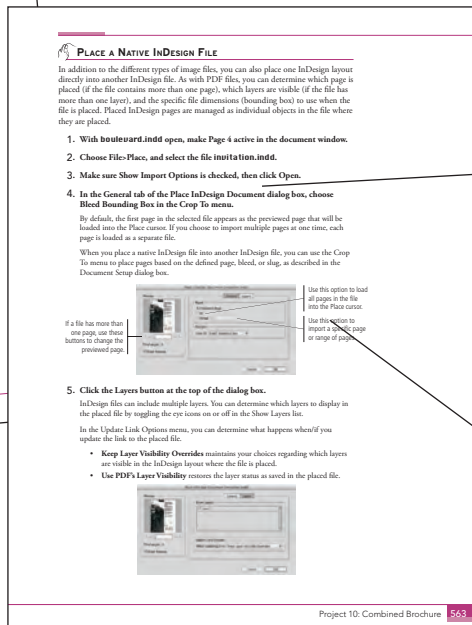 PLACE A NATIVE INDESIGN FILE
In addition to the different types of image files, you can also place one InDesign layout
directly into another InDesign file. As with PDF files, you can determine which page is
placed (if the file contains more than one page), which layers are visible (if the file has
more than one layer), and the specific file dimensions (bounding box) to use when the
file is placed. Placed InDesign pages are managed as individual objects in the file where
they are placed.
1. With boulevard.indd open, make Page 4 active in the document window.
2. Choose File>Place, and select the file invitation.indd.
3. Make sure Show Import Options is checked, then click Open.
4. In the General tab of the Place InDesign Document dialog box, choose
Bleed Bounding Box in the Crop To menu.
By default, the first page in the selected file appears as the previewed page that will be
loaded into the Place cursor. If you choose to import multiple pages at one time, each
page is loaded as a separate file.
When you place a native InDesign file into another InDesign file, you can use the Crop
To menu to place pages based on the defined page, bleed, or slug, as described in the
Document Setup dialog box.
If a file has more than
one page, use these
buttons to change the
previewed page.
Use this option to load
all pages in the file
into the Place cursor.
Use this option to
import a specific page
or range of pages.
5. Click the Layers button at the top of the dialog box.
InDesign files can include multiple layers. You can determine which layers to display in
the placed file by toggling the eye icons on or off in the Show Layers list.
In the Update Link Options menu, you can determine what happens when/if you
update the link to the placed file.
• Keep Layer Visibility Overrides maintains your choices regarding which layers
are visible in the InDesign layout where the file is placed.
• Use PDF's Layer Visibility restores the layer status as saved in the placed file.
Project 10: Combined Brochure 563